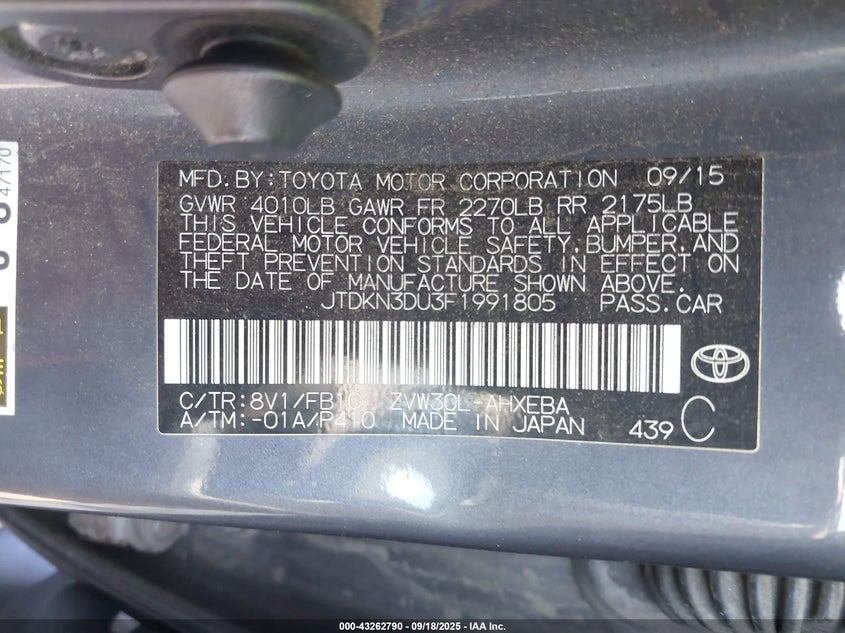 MFD.BY:TOYOTA MOTOR CORPORATION 09/15
GVWR 4010LB GAWR FR 2270LB RR 2175LB
THIS VEHICLE CONFORMS TO ALL APPLICABLE
FEDERAL MOTOR VEHICLE SAFETY,BUMPER,AND
THEFT PREVENTION STANDARDS IN EFFECT ON
THE DATE OF MANUFACTURE SHOWN ABOVE.
JTDKN3DU3F1991805 PASS.CAR
C/TR:8V1/FB10 ZVW30L-AHXEBA
A/TM:-01A/P410 MADE IN JAPAN 439 C
47170
000-43262790 - 09/18/2025 - IAA Inc.